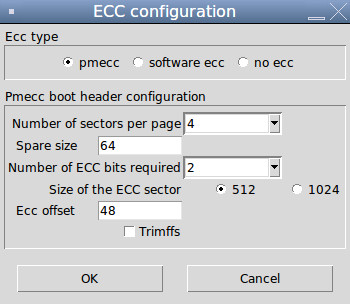 ECC configuration
Ecc type
pmecc software ecc no ecc
Pmecc boot header configuration
Number of sectors per page 4
Spare size 64
Number of ECC bits required 2
Size of the ECC sector 512 1024
Ecc offset 48
Trimffs
OK Cancel